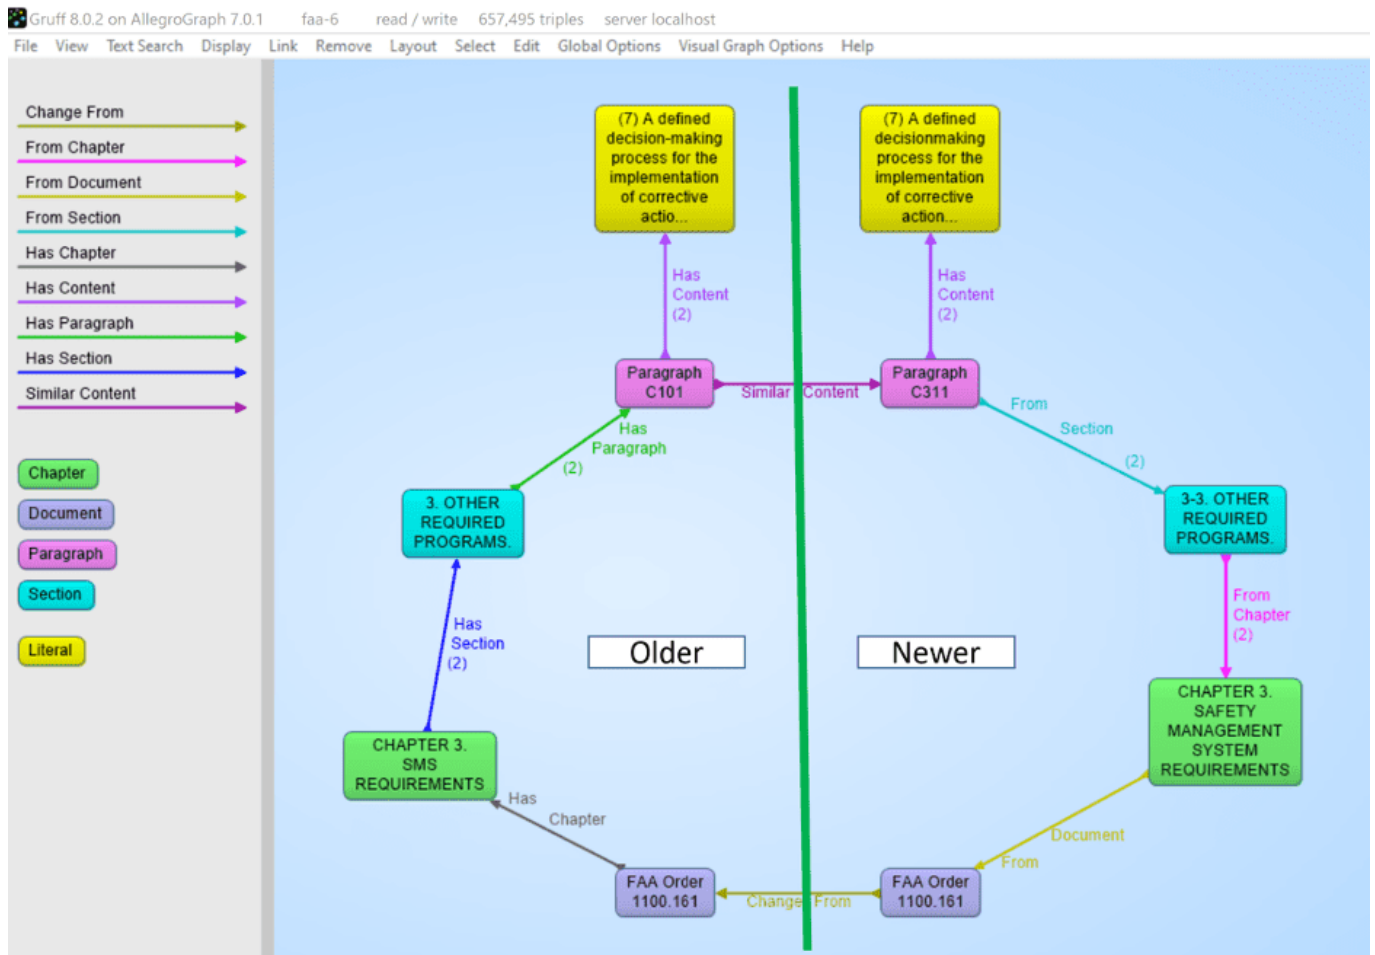 Gruff 8.0.2 on AllegroGraph 7.0.1 faa-6 read / write 657,495 triples server localhost
File View Text Search Display Link Remove Layout Select Edit Global Options Visual Graph Options Help
Change From
From Chapter
From Document
From Section
Has Chapter
Has Content
Has Paragraph
Has Section
Similar Content
Chapter
Document
Paragraph
Section
Literal
(7) A defined
decision-making
process for the
implementation
of corrective
actio...
(7) A defined
decisionmaking
process for the
implementation
of corrective
action...
Has
Content
(2)
Has
Content
(2)
Paragraph
C101
Similar Content
Paragraph
C311
Has
Paragraph
(2)
From
Section
(2)
3. OTHER
REQUIRED
PROGRAMS.
3-3. OTHER
REQUIRED
PROGRAMS.
Has
Section
(2)
Older
Newer
From
Chapter
(2)
CHAPTER 3.
SMS
REQUIREMENTS
CHAPTER 3.
SAFETY
MANAGEMENT
SYSTEM
REQUIREMENTS
Has
Chapter
Document
From
FAA Order
1100.161
Change From
FAA Order
1100.161